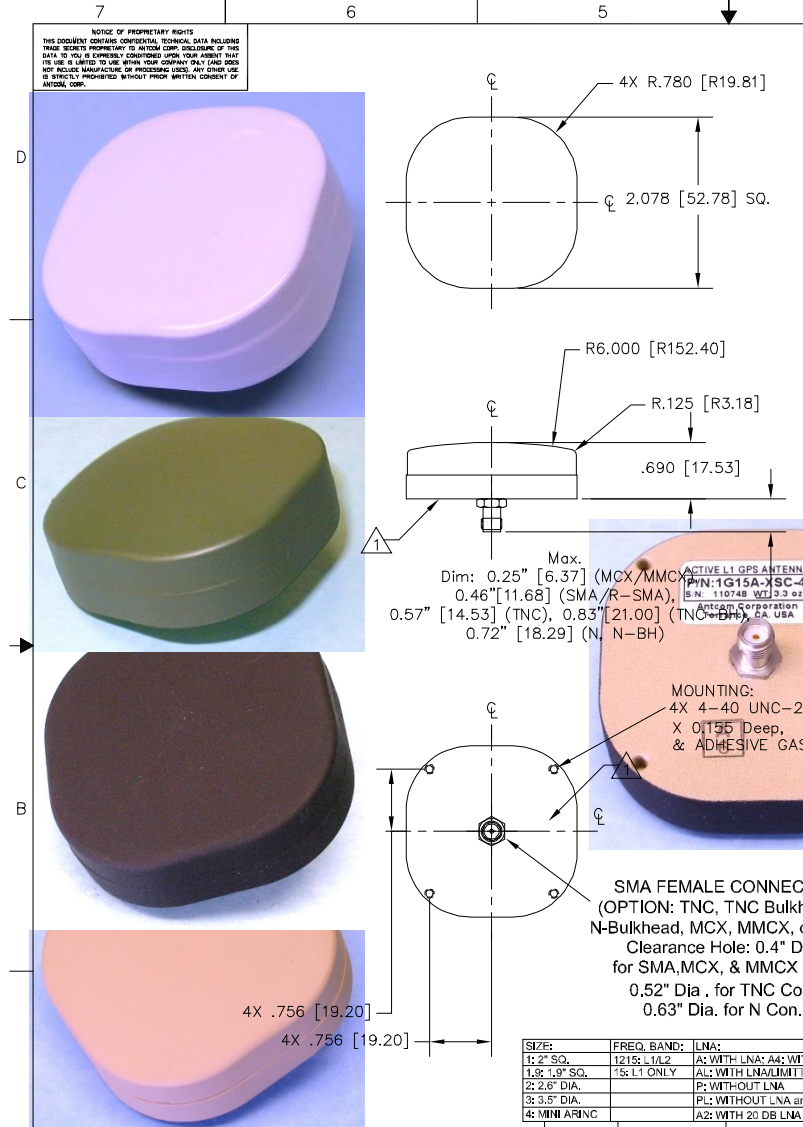 7 6 5
NOTICE OF PROPRIETARY RIGHTS
THIS DOCUMENT CONTAINS CONFIDENTIAL TECHNICAL DATA INCLUDING
TRADE SECRETS PROPRIETARY TO ANTCOM CORP. DISCLOSURE OF THIS
DATA TO YOU IS EXPRESSLY CONDITIONED UPON YOUR ASSENT THAT
ITS USE IS LIMITED TO USE WITHIN YOUR COMPANY ONLY (AND DOES
NOT INCLUDE MANUFACTURE OR PROCESSING USES). ANY OTHER USE
IS STRICTLY PROHIBITED WITHOUT PRIOR WRITTEN CONSENT OF
ANTCOM, CORP.
D
℄
4X R.780 [R19.81]
℄ 2.078 [52.78] SQ.
R6.000 [R152.40]
℄
R.125 [R3.18]
C
.690 [17.53]
1
Max.
Dim: 0.25" [6.37] (MCX/MMCX)
0.46"[11.68] (SMA/R-SMA),
0.57" [14.53] (TNC), 0.83"[21.00] (TNC-BH),
0.72" [18.29] (N, N-BH)
ACTIVE L1 GPS ANTENN
P/N:1G15A-XSC-4
S/N: 110748 WT: 3.3 oz
Antcom Corporation
Torrance, CA. USA
MOUNTING:
4X 4-40 UNC-2
X 0.155 Deep,
& ADHESIVE GAS
℄
1
B
℄
SMA FEMALE CONNEC
(OPTION: TNC, TNC Bulkh
N-Bulkhead, MCX, MMCX,
Clearance Hole: 0.4" D
for SMA,MCX, & MMCX
0.52" Dia . for TNC Co
0.63" Dia. for N Con.
4X .756 [19.20]
4X .756 [19.20]
SIZE: FREQ. BAND: LNA:
1: 2" SQ. 1215: L1/L2 A: WITH LNA; A4: WI
1.9: 1.9" SQ. 15: L1 ONLY AL: WITH LNA/LIMITT
2: 2.6" DIA. P: WITHOUT LNA
3: 3.5" DIA. PL: WITHOUT LNA an
4: MINI ARINC A2: WITH 20 DB LNA